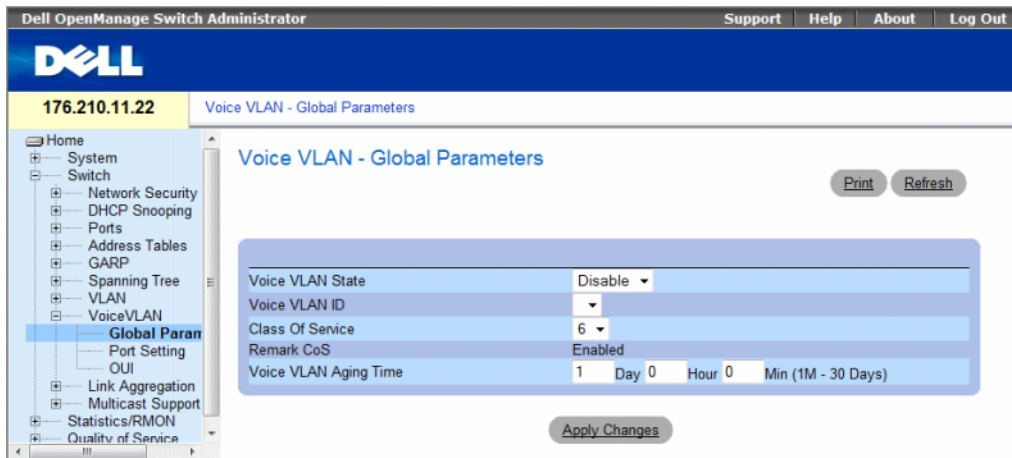 Dell OpenManage Switch Administrator Support Help About Log Out
DELL
176.210.11.22 Voice VLAN - Global Parameters
Home
System
Switch
Network Security
DHCP Snooping
Ports
Address Tables
GARP
Spanning Tree
VLAN
VoiceVLAN
Global Param
Port Setting
OUI
Link Aggregation
Multicast Support
Statistics/RMON
Quality of Service
Voice VLAN - Global Parameters
Print Refresh
Voice VLAN State Disable
Voice VLAN ID
Class Of Service 6
Remark CoS Enabled
Voice VLAN Aging Time 1 Day 0 Hour 0 Min (1M - 30 Days)
Apply Changes